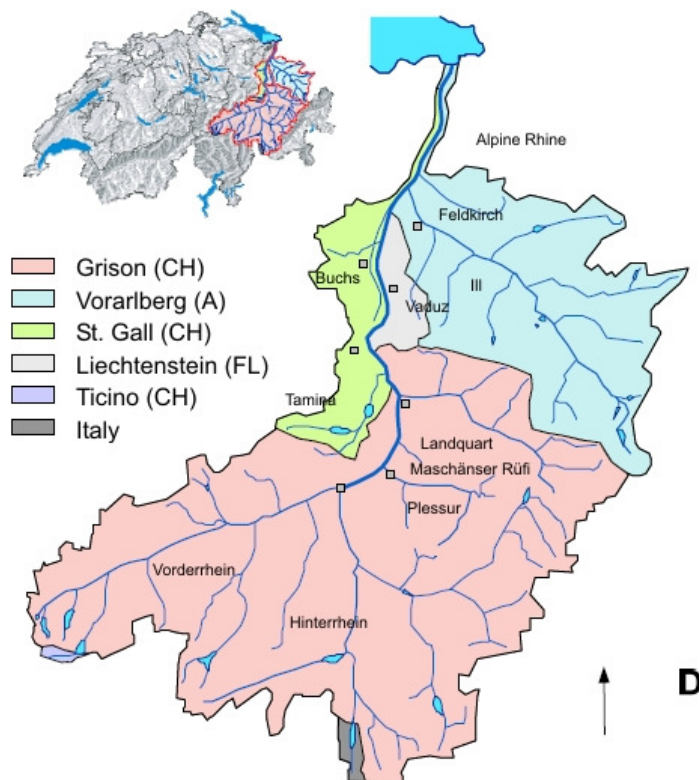 Alpine Rhine
Feldkirch
Buchs
Ill
Vaduz
Grison (CH)
Vorarlberg (A)
St. Gall (CH)
Liechtenstein (FL)
Ticino (CH)
Italy
Tamina
Landquart
Maschänser Rüfi
Plessur
Vorderrhein
Hinterrhein
D